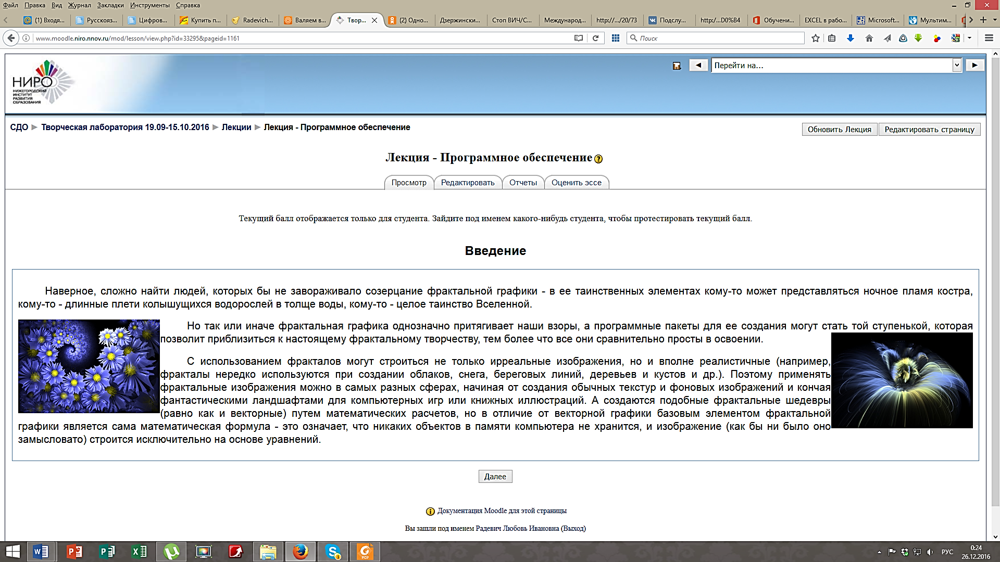 Файл Правка Вид Журнал Закладки Инструменты Справка
(1) Входя... Русскояз... Цифров... Купить п... Radevich... Валяем в... Твор... (2) Одно... Дзержински... Стоп ВИЧ/С... Международ... http://.../20/73 Подслу... http:/...D0%B4 Обучени... EXCEL в рабо... Microsoft... Мультим...
www.moodle.niro.nnov.ru/mod/lesson/view.php?id=33295&pageid=1161
Поиск
НИРО
НИЖЕГОРОДСКИЙ
ИНСТИТУТ
РАЗВИТИЯ
ОБРАЗОВАНИЯ
Перейти на...
СДО ► Творческая лаборатория 19.09-15.10.2016 ► Лекции ► Лекция - Программное обеспечение
Обновить Лекция Редактировать страницу
Лекция - Программное обеспечение
Просмотр Редактировать Отчеты Оценить эссе
Текущий балл отображается только для студента. Зайдите под именем какого-нибудь студента, чтобы протестировать текущий балл.
Введение
Наверное, сложно найти людей, которых бы не завораживало созерцание фрактальной графики - в ее таинственных элементах кому-то может представляться ночное пламя костра,
кому-то - длинные плети колышущихся водорослей в толще воды, кому-то - целое таинство Вселенной.
Но так или иначе фрактальная графика однозначно притягивает наши взоры, а программные пакеты для ее создания могут стать той ступенькой, которая
позволит приблизиться к настоящему фрактальному творчеству, тем более что все они сравнительно просты в освоении.
С использованием фракталов могут строиться не только ирреальные изображения, но и вполне реалистичные (например,
фракталы нередко используются при создании облаков, снега, береговых линий, деревьев и кустов и др.). Поэтому применять
фрактальные изображения можно в самых разных сферах, начиная от создания обычных текстур и фоновых изображений и кончая
фантастическими ландшафтами для компьютерных игр или книжных иллюстраций. А создаются подобные фрактальные шедевры
(равно как и векторные) путем математических расчетов, но в отличие от векторной графики базовым элементом фрактальной
графики является сама математическая формула - это означает, что никаких объектов в памяти компьютера не хранится, и изображение (как бы ни было оно
замысловато) строится исключительно на основе уравнений.
Далее
Документация Moodle для этой страницы
Вы зашли под именем Радевич Любовь Ивановна (Выход)
РУС
0:24
26.12.2016